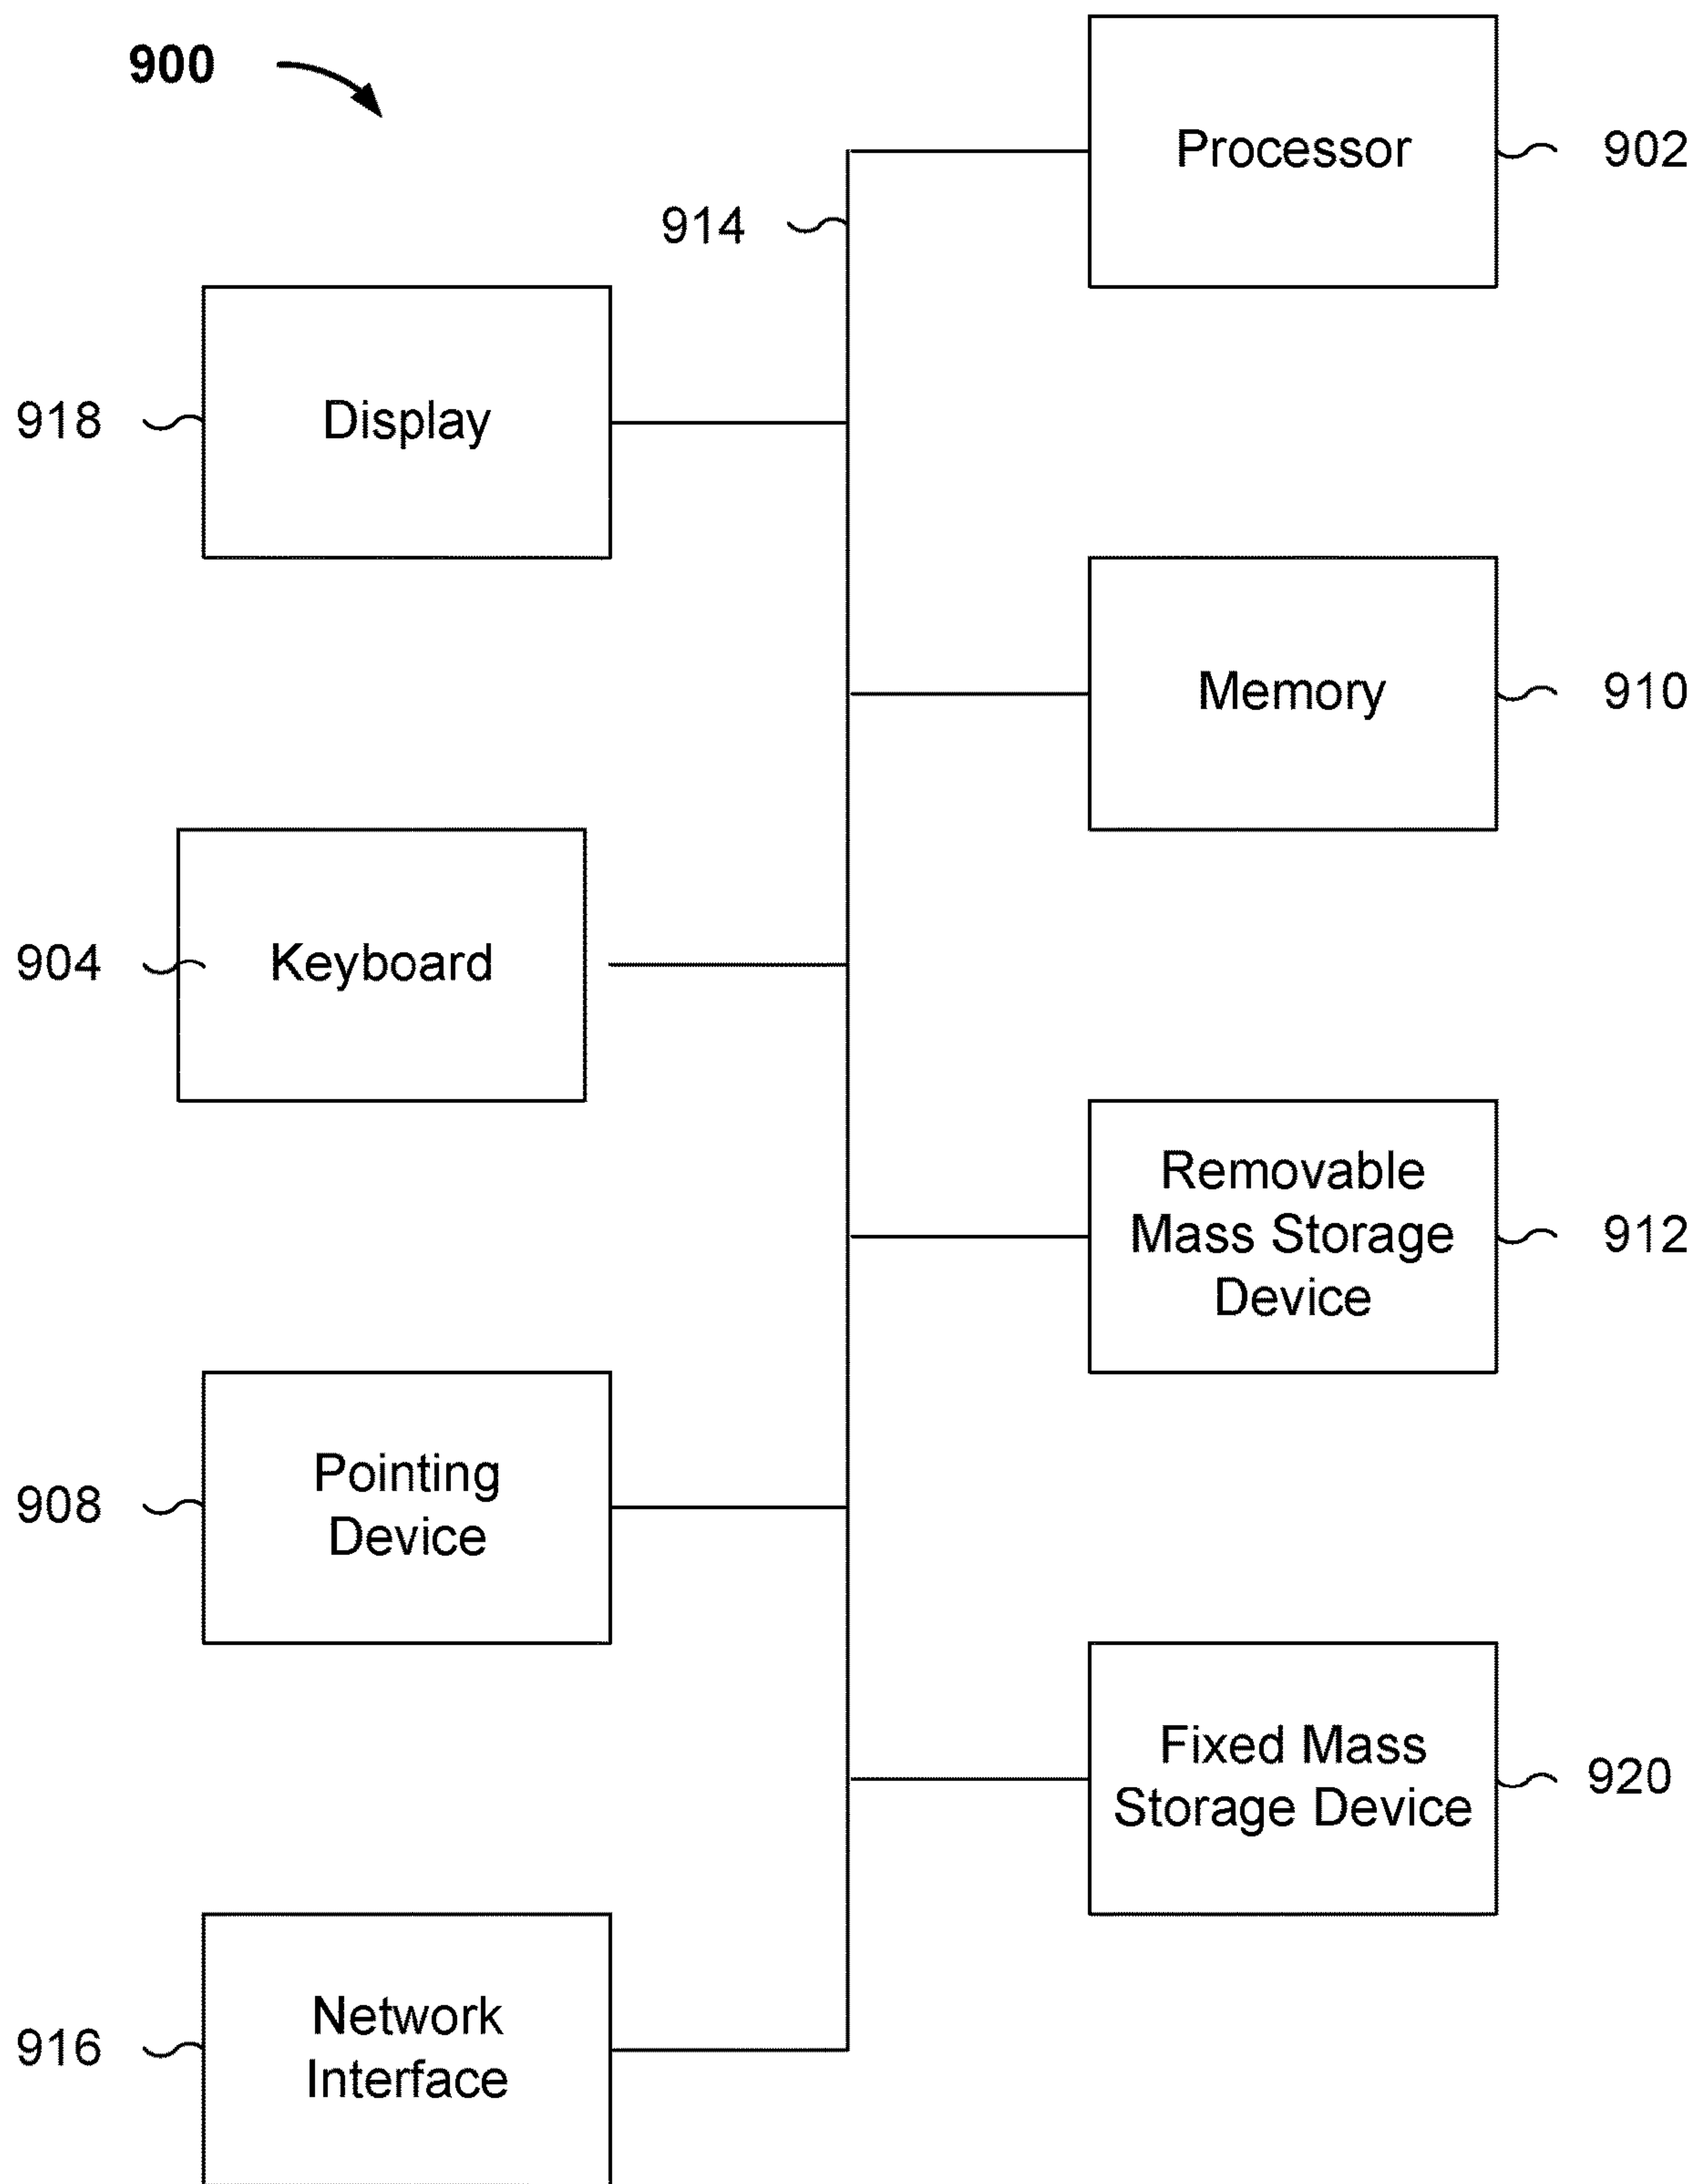 900
Processor
902
914
918
Display
Memory
910
904
Keyboard
Removable
Mass Storage
Device
912
908
Pointing
Device
Fixed Mass
Storage Device
920
916
Network
Interface